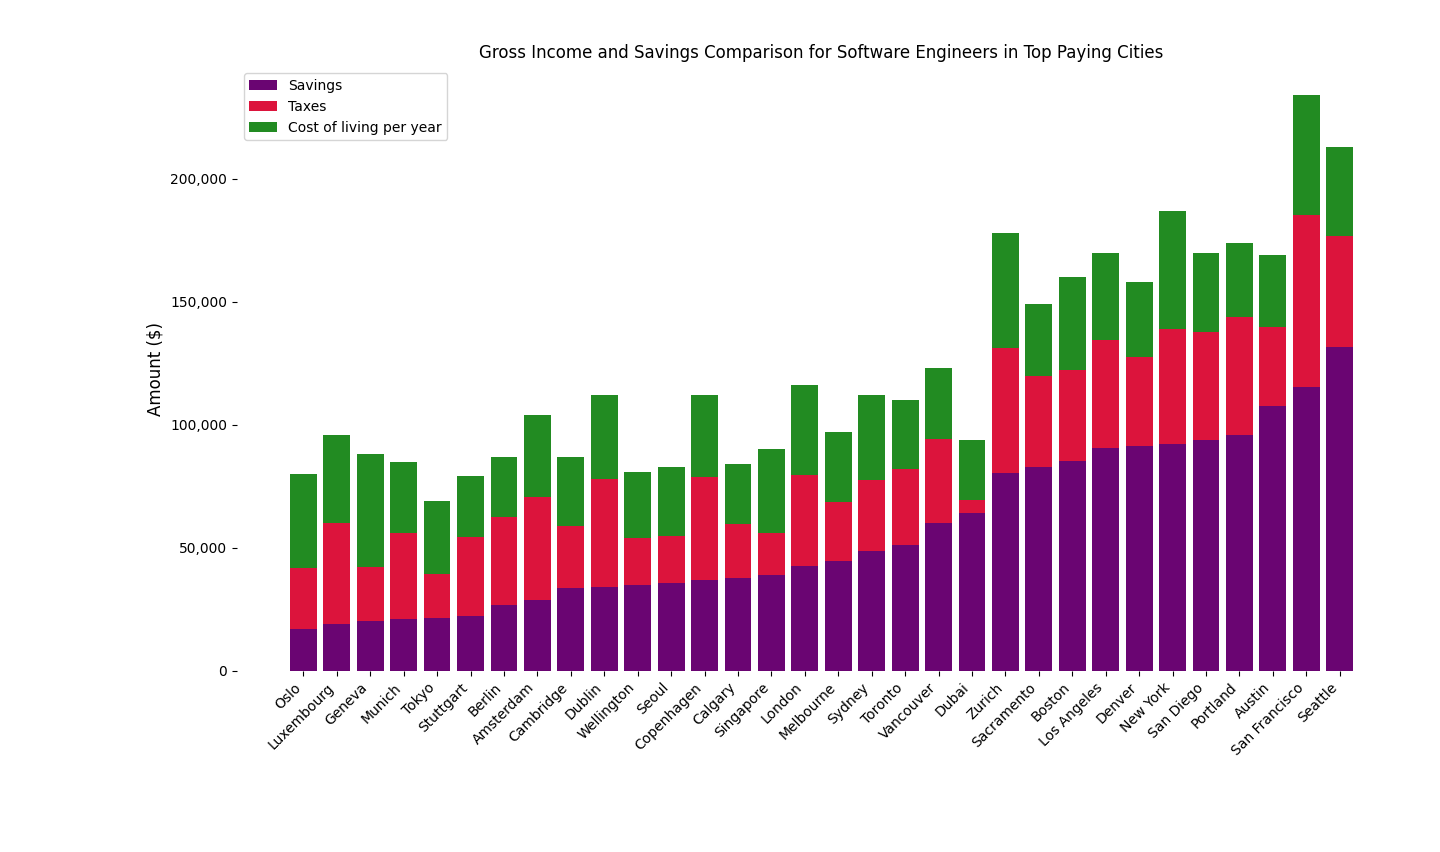 Gross Income and Savings Comparison for Software Engineers in Top Paying Cities
Savings
Taxes
Cost of living per year
Amount ($)
200,000
150,000
100,000
50,000
0
Oslo
Luxembourg
Geneva
Munich
Tokyo
Stuttgart
Berlin
Amsterdam
Cambridge
Dublin
Wellington
Seoul
Copenhagen
Calgary
Singapore
London
Melbourne
Sydney
Toronto
Vancouver
Dubai
Zurich
Sacramento
Boston
Los Angeles
Denver
New York
San Diego
Portland
Austin
San Francisco
Seattle